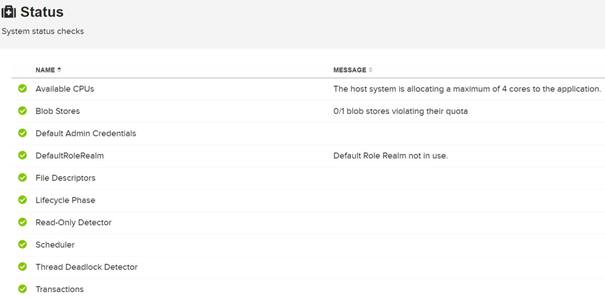 Status
System status checks
NAME MESSAGE
Available CPUs The host system is allocating a maximum of 4 cores to the application.
Blob Stores 0/1 blob stores violating their quota
Default Admin Credentials
DefaultRoleRealm Default Role Realm not in use.
File Descriptors
Lifecycle Phase
Read-Only Detector
Scheduler
Thread Deadlock Detector
Transactions